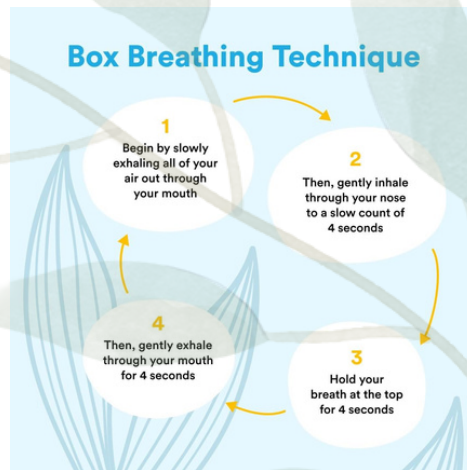 Box Breathing Technique
1
Begin by slowly
exhaling all of your
air out through
your mouth
2
Then, gently inhale
through your nose
to a slow count of
4 seconds
3
Hold your
breath at the top
for 4 seconds
4
Then, gently exhale
through your mouth
for 4 seconds